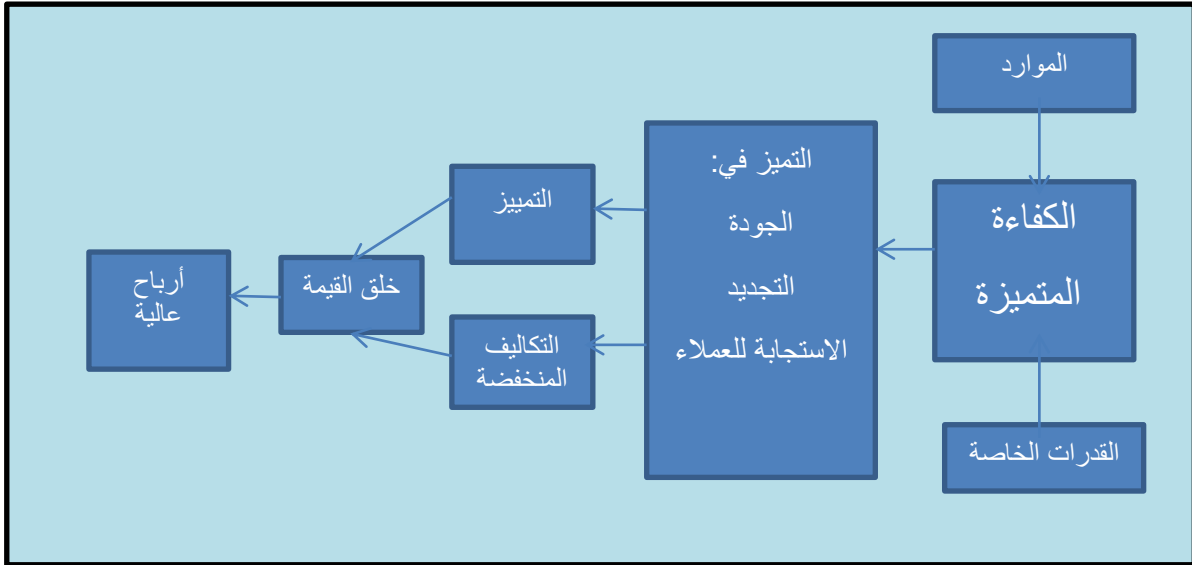 الموارد
الكفاءة
المتميزة
القدرات الخاصة
التميز في:
الجودة
التجديد
الاستجابة للعملاء
التمييز
التكاليف
المنخفضة
خلق القيمة
أرباح
عالية